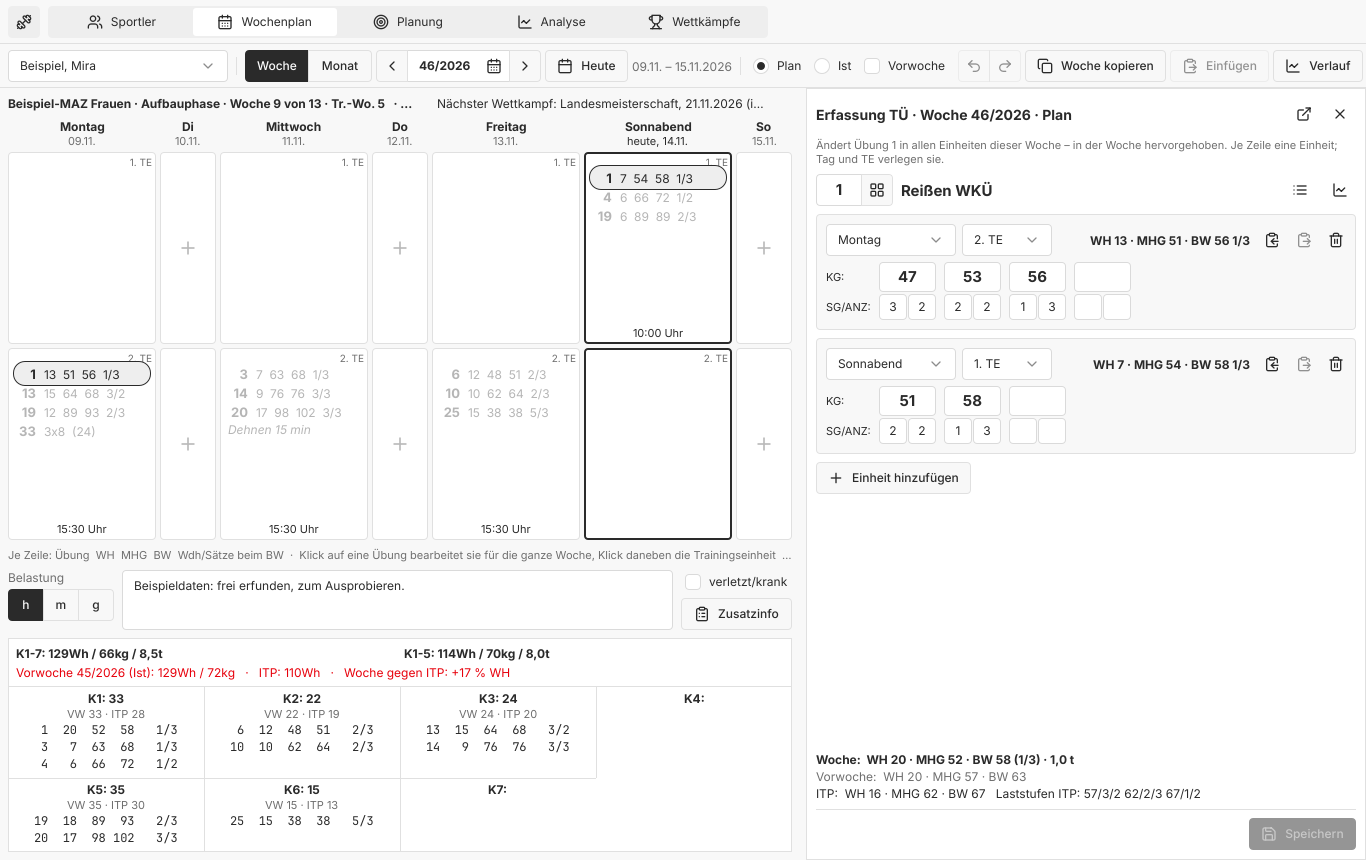 Sportler Wochenplan Planung Analyse Wettkämpfe
Beispiel, Mira Woche Monat 46/2026 Heute 09.11. – 15.11.2026 Plan Ist Vorwoche Woche kopieren Einfügen Verlauf
Beispiel-MAZ Frauen · Aufbauphase · Woche 9 von 13 · Tr.-Wo. 5 · ... Nächster Wettkampf: Landesmeisterschaft, 21.11.2026 (i...
Montag Di Mittwoch Do Freitag Sonnabend So
09.11. 10.11. 11.11. 12.11. 13.11. heute, 14.11. 15.11.
1. TE 1. TE 1. TE 1. TE
1 7 54 58 1/3
4 6 66 72 1/2
19 6 89 89 2/3
10:00 Uhr
2. TE 2. TE 2. TE 2. TE
1 13 51 56 1/3
13 15 64 68 3/2
19 12 89 93 2/3
33 3x8 (24)
15:30 Uhr
3 7 63 68 1/3
14 9 76 76 3/3
20 17 98 102 3/3
Dehnen 15 min
15:30 Uhr
6 12 48 51 2/3
10 10 62 64 2/3
25 15 38 38 5/3
15:30 Uhr
Je Zeile: Übung WH MHG BW Wdh/Sätze beim BW · Klick auf eine Übung bearbeitet sie für die ganze Woche, Klick daneben die Trainingseinheit ...
Belastung
h m g
Beispieldaten: frei erfunden, zum Ausprobieren.
verletzt/krank
Zusatzinfo
K1-7: 129Wh / 66kg / 8,5t K1-5: 114Wh / 70kg / 8,0t
Vorwoche 45/2026 (Ist): 129Wh / 72kg · ITP: 110Wh · Woche gegen ITP: +17 % WH
K1: 33
VW 33 · ITP 28
1 20 52 58 1/3
3 7 63 68 1/3
4 6 66 72 1/2
K2: 22
VW 22 · ITP 19
6 12 48 51 2/3
10 10 62 64 2/3
K3: 24
VW 24 · ITP 20
13 15 64 68 3/2
14 9 76 76 3/3
K4:
K5: 35
VW 35 · ITP 30
19 18 89 93 2/3
20 17 98 102 3/3
K6: 15
VW 15 · ITP 13
25 15 38 38 5/3
K7:
Erfassung TÜ · Woche 46/2026 · Plan
Ändert Übung 1 in allen Einheiten dieser Woche – in der Woche hervorgehoben. Je Zeile eine Einheit;
Tag und TE verlegen sie.
1 Reißen WKÜ
Montag 2. TE WH 13 · MHG 51 · BW 56 1/3
KG: 47 53 56
SG/ANZ: 3 2 2 2 1 3
Sonnabend 1. TE WH 7 · MHG 54 · BW 58 1/3
KG: 51 58
SG/ANZ: 2 2 1 3
Einheit hinzufügen
Woche: WH 20 · MHG 52 · BW 58 (1/3) · 1,0 t
Vorwoche: WH 20 · MHG 57 · BW 63
ITP: WH 16 · MHG 62 · BW 67 Laststufen ITP: 57/3/2 62/2/3 67/1/2
Speichern